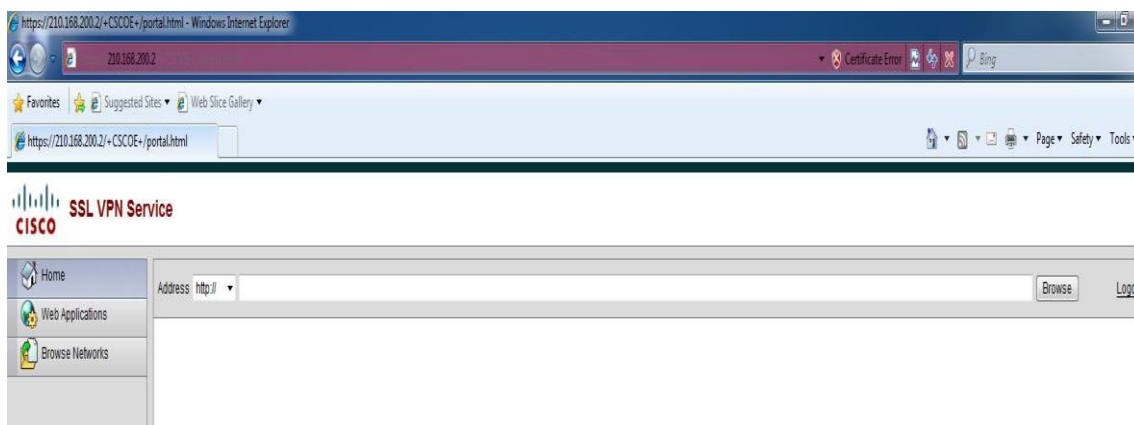 https://210.168.200.2/+CSCOE+/portal.html - Windows Internet Explorer
210.168.200.2
Certificate Error
Bing
Favorites Suggested Sites Web Slice Gallery
https://210.168.200.2/+CSCOE+/portal.html
Page Safety Tools
CISCO SSL VPN Service
Home
Address http:// Browse Logo
Web Applications
Browse Networks